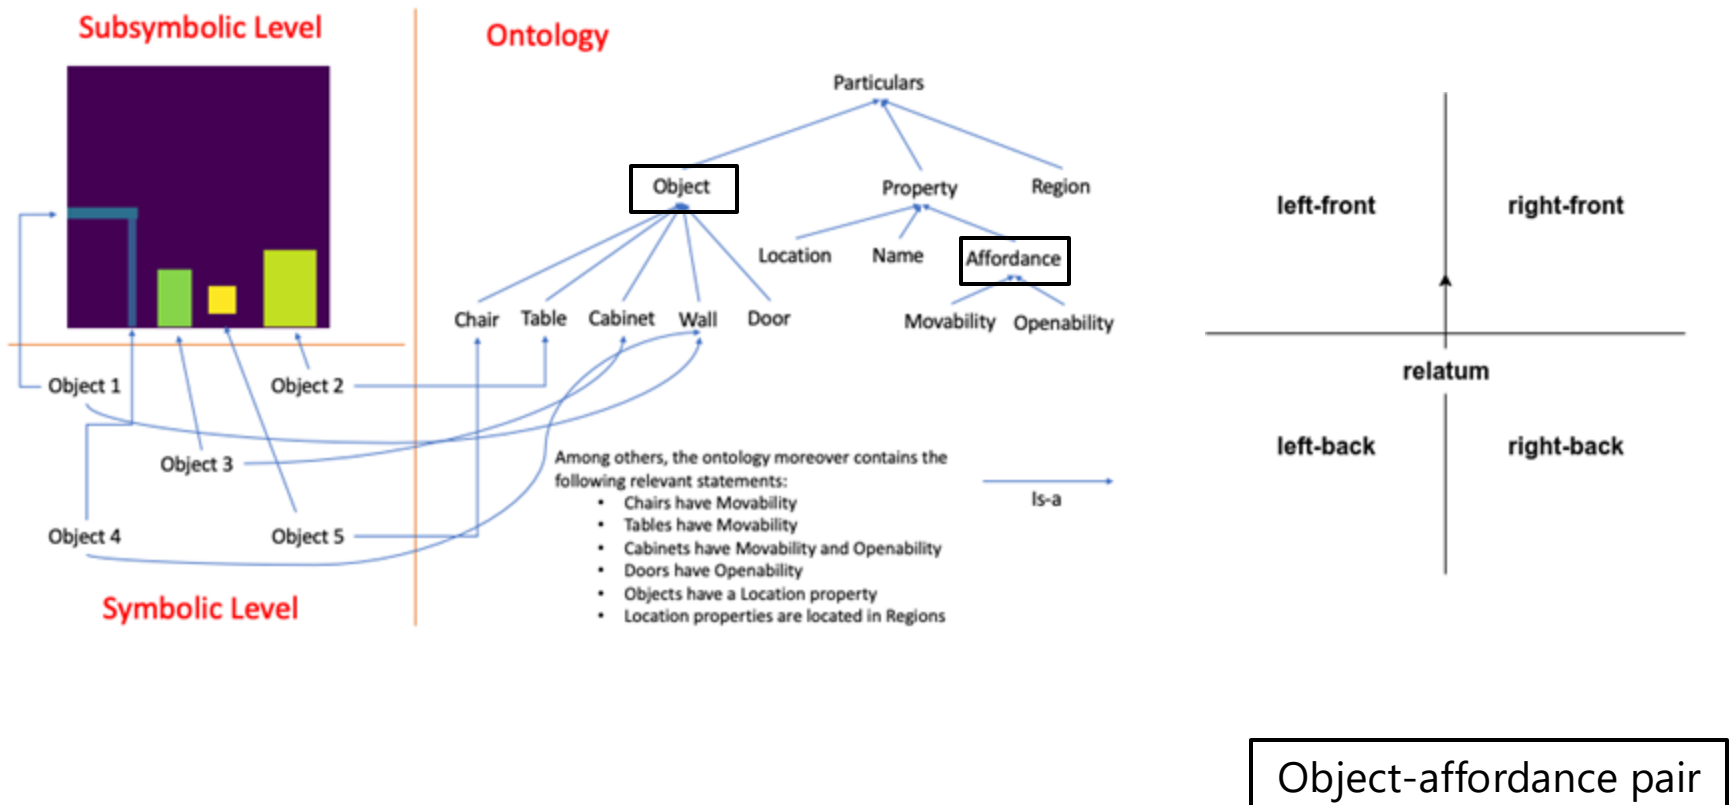 Subsymbolic Level
Ontology
Particulars
Object
Property
Region
Location
Name
Affordance
Chair
Table
Cabinet
Wall
Door
Movability
Openability
Object 1
Object 2
Object 3
Object 4
Object 5
Symbolic Level
Among others, the ontology moreover contains the
following relevant statements:
• Chairs have Movability
• Tables have Movability
• Cabinets have Movability and Openability
• Doors have Openability
• Objects have a Location property
• Location properties are located in Regions
Is-a
left-front
right-front
relatum
left-back
right-back
Object-affordance pair